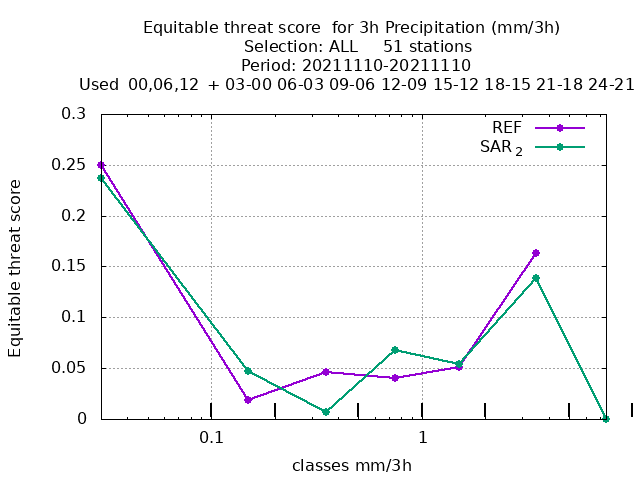 Equitable threat score for 3h Precipitation (mm/3h)
Selection: ALL 51 stations
Period: 20211110-20211110
Used 00,06,12 + 03-00 06-03 09-06 12-09 15-12 18-15 21-18 24-21
0.3
REF
SAR 2
0.25
0.2
0.15
0.1
0.05
0
Equitable threat score
0.1 1
classes mm/3h